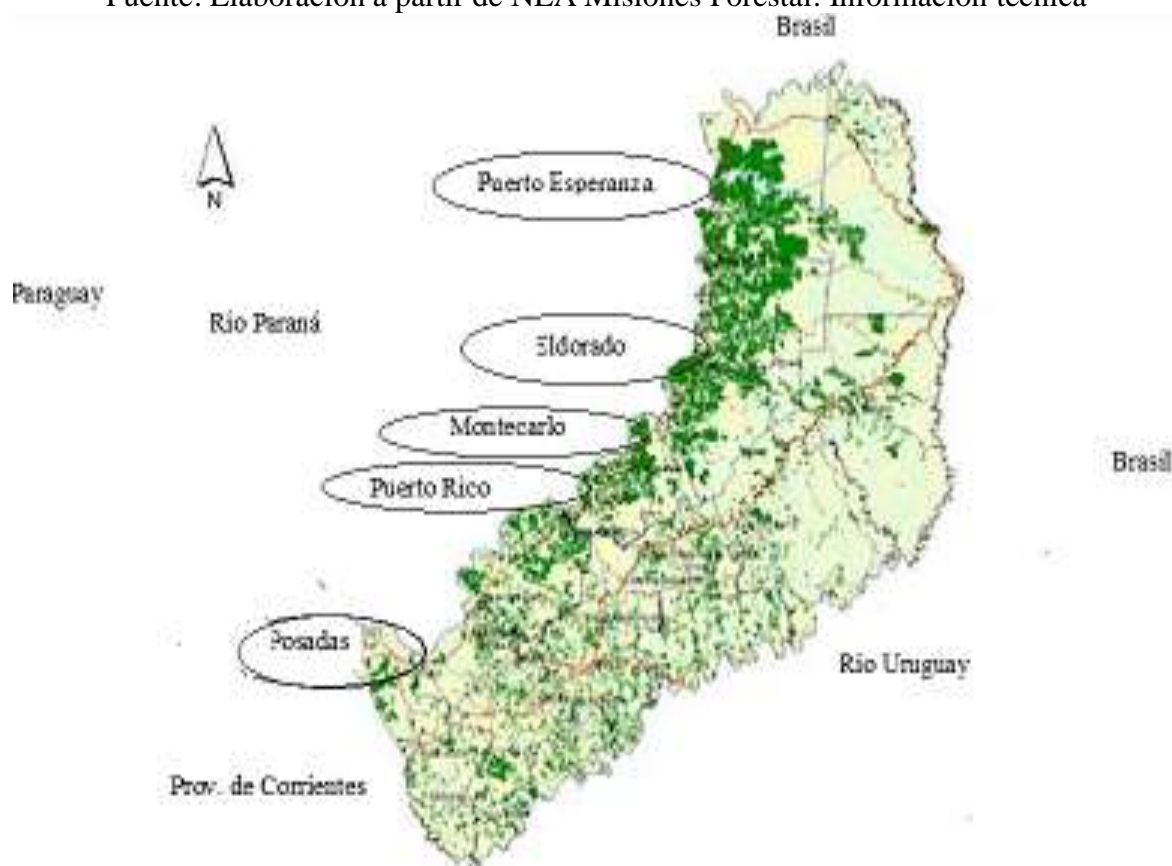 Fuente: Elaboración a partir de NEA Misiones Forestal. Información técnica
Brasil
Puerto Esperanza
N
Paraguay
Río Paraná
Eldorado
Montecarlo
Brasil
Puerto Rico
Posadas
Río Uruguay
Prov. de Corrientes